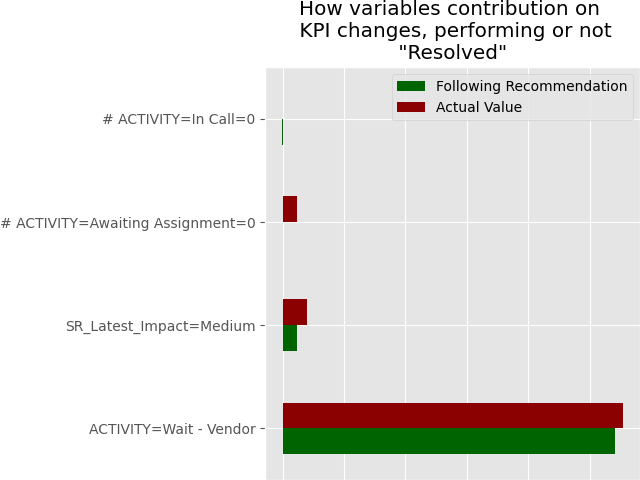 How variables contribution on
KPI changes, performing or not
"Resolved"
Following Recommendation
Actual Value
# ACTIVITY=In Call=0
# ACTIVITY=Awaiting Assignment=0
SR_Latest_Impact=Medium
ACTIVITY=Wait - Vendor